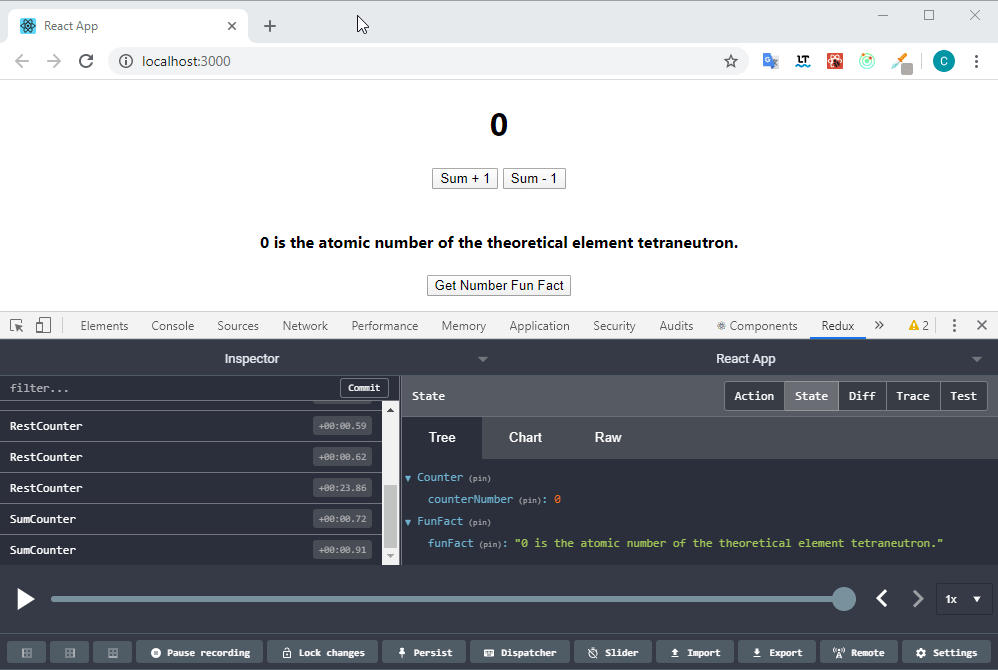 React App
localhost:3000
C
0
Sum + 1 Sum - 1
0 is the atomic number of the theoretical element tetraneutron.
Get Number Fun Fact
Elements Console Sources Network Performance Memory Application Security Audits Components Redux » 2
Inspector React App
filter... Commit
State Action State Diff Trace Test
Tree Chart Raw
RestCounter +00:00.59
RestCounter +00:00.62
RestCounter +00:23.86
SumCounter +00:00.72
SumCounter +00:00.91
Counter (pin)
counterNumber (pin): 0
FunFact (pin)
funFact (pin): "0 is the atomic number of the theoretical element tetraneutron."
1x
Pause recording Lock changes Persist Dispatcher Slider Import Export Remote Settings